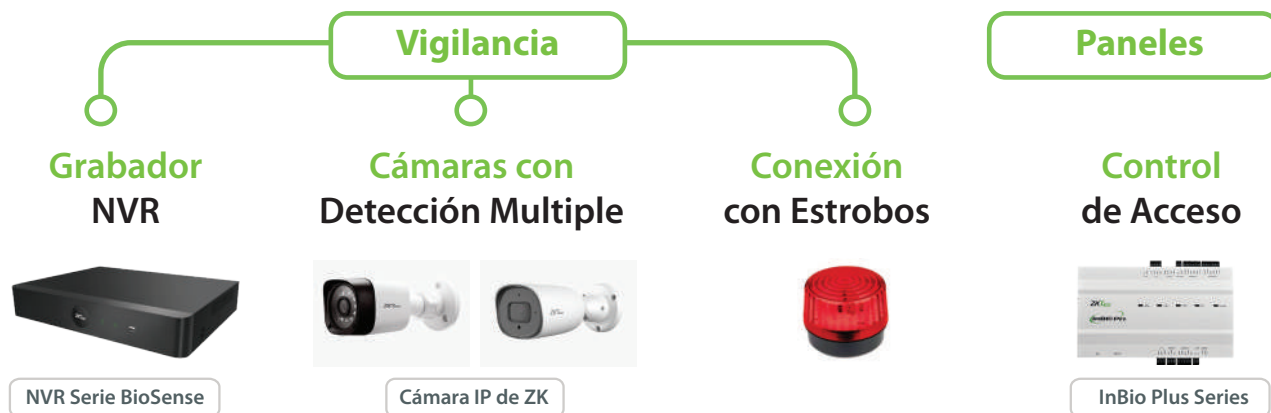 Vigilancia
Paneles
Grabador
NVR
Cámaras con
Detección Multiple
Conexión
con Estrobos
Control
de Acceso
NVR Serie BioSense
Cámara IP de ZK
InBio Plus Series